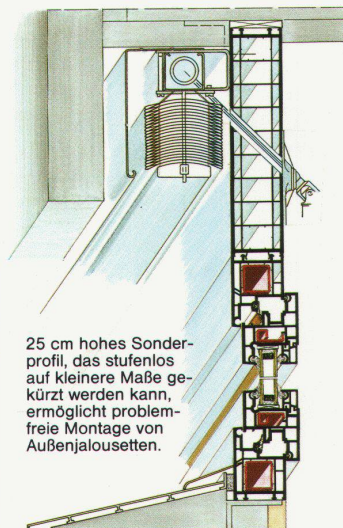 25 cm hohes Sonder-
profil, das stufenlos
auf kleinere Maße ge-
kürzt werden kann,
ermöglicht problem-
freie Montage von
Außenjalousetten.